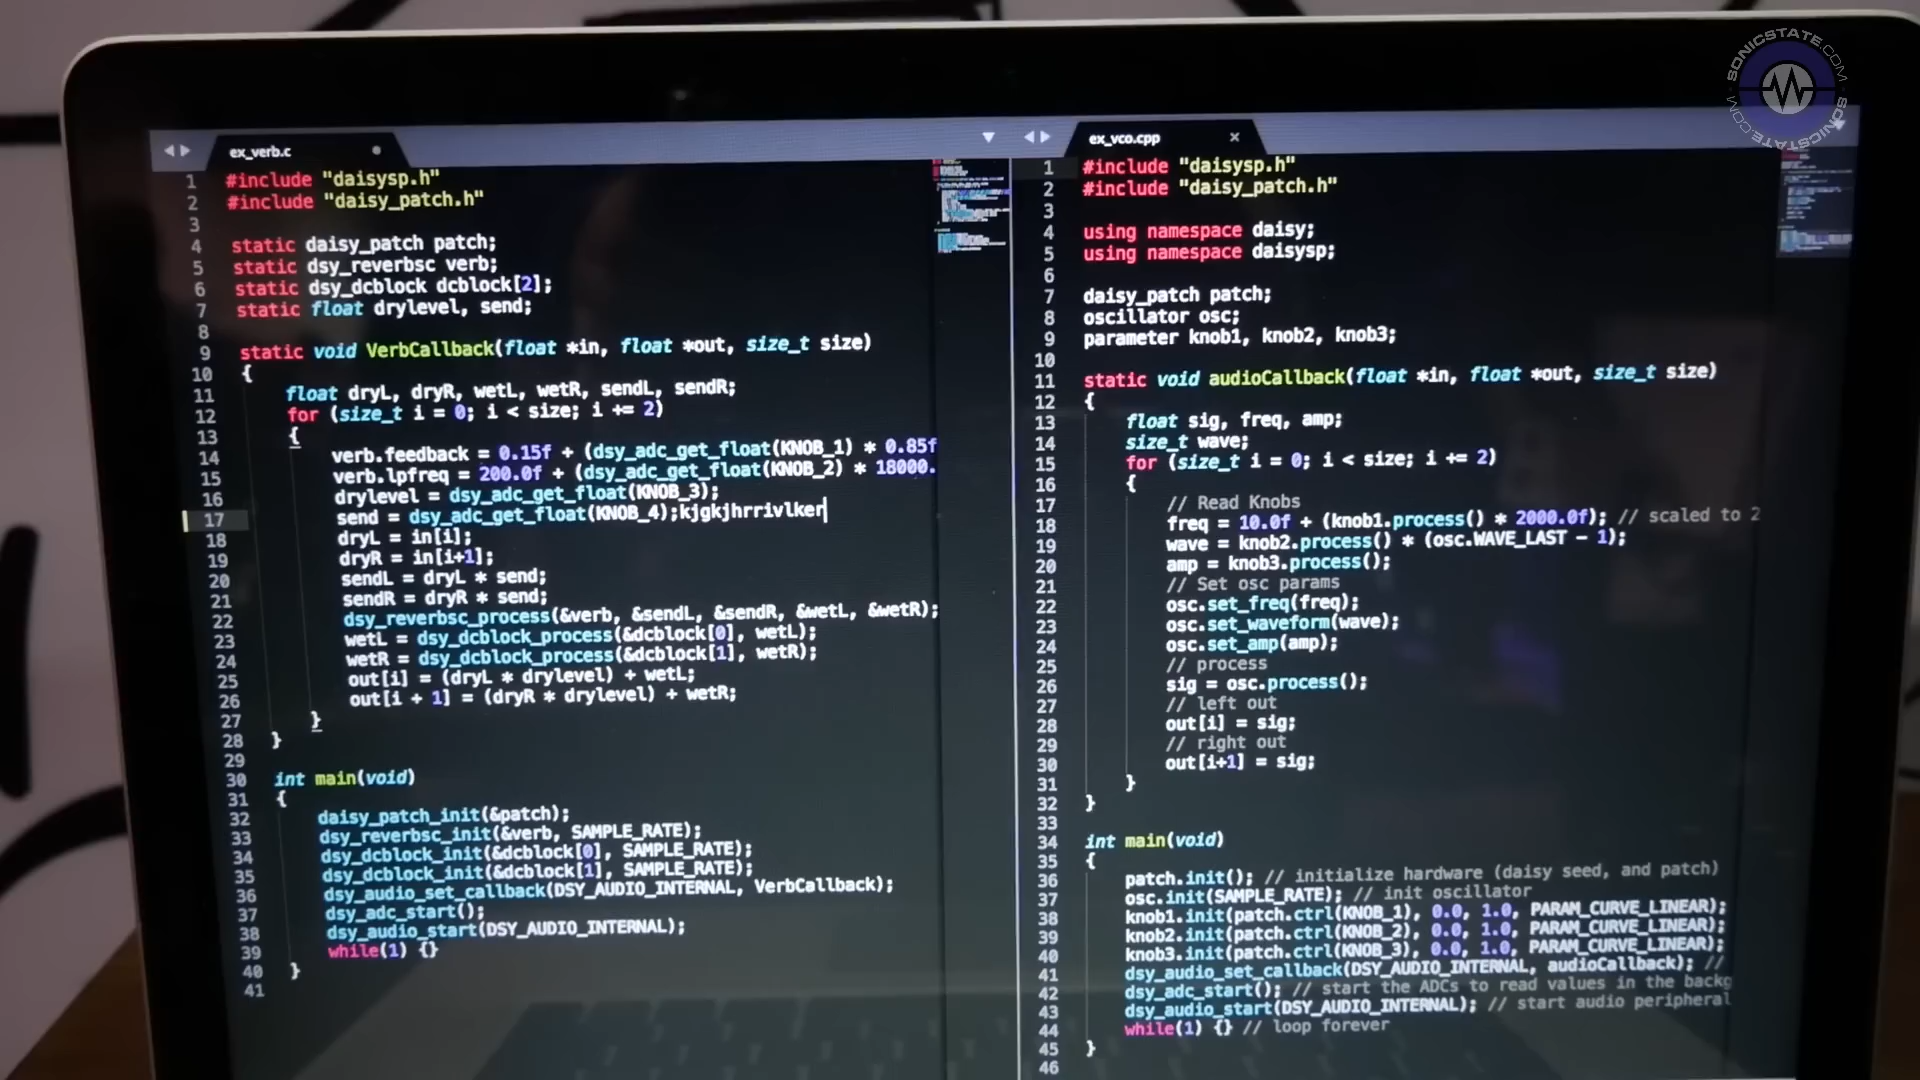 SONICSTATE.COM
SONICSTATE.COM
ex_verb.c
1 #include "daisysp.h"
2 #include "daisy_patch.h"
3
4 static daisy_patch patch;
5 static dsy_reverbsc verb;
6 static dsy_dcblock dcblock[2];
7 static float drylevel, send;
8
9 static void VerbCallback(float *in, float *out, size_t size)
10 {
11 float dryL, dryR, wetL, wetR, sendL, sendR;
12 for (size_t i = 0; i < size; i += 2)
13 {
14 verb.feedback = 0.15f + (dsy_adc_get_float(KNOB_1) * 0.85f
15 verb.lpfreq = 200.0f + (dsy_adc_get_float(KNOB_2) * 18000.
16 drylevel = dsy_adc_get_float(KNOB_3);
17 send = dsy_adc_get_float(KNOB_4);kjgkjhrrivlker
18 dryL = in[i];
19 dryR = in[i+1];
20 sendL = dryL * send;
21 sendR = dryR * send;
22 dsy_reverbsc_process(&verb, &sendL, &sendR, &wetL, &wetR);
23 wetL = dsy_dcblock_process(&dcblock[0], wetL);
24 wetR = dsy_dcblock_process(&dcblock[1], wetR);
25 out[i] = (dryL * drylevel) + wetL;
26 out[i + 1] = (dryR * drylevel) + wetR;
27 }
28 }
29
30 int main(void)
31 {
32 daisy_patch_init(&patch);
33 dsy_reverbsc_init(&verb, SAMPLE_RATE);
34 dsy_dcblock_init(&dcblock[0], SAMPLE_RATE);
35 dsy_dcblock_init(&dcblock[1], SAMPLE_RATE);
36 dsy_audio_set_callback(DSY_AUDIO_INTERNAL, VerbCallback);
37 dsy_adc_start();
38 dsy_audio_start(DSY_AUDIO_INTERNAL);
39 while(1) {}
40 }
41
ex_vco.cpp
1 #include "daisysp.h"
2 #include "daisy_patch.h"
3
4 using namespace daisy;
5 using namespace daisysp;
6
7 daisy_patch patch;
8 oscillator osc;
9 parameter knob1, knob2, knob3;
10
11 static void audioCallback(float *in, float *out, size_t size)
12 {
13 float sig, freq, amp;
14 size_t wave;
15 for (size_t i = 0; i < size; i += 2)
16 {
17 // Read Knobs
18 freq = 10.0f + (knob1.process() * 2000.0f); // scaled to 2
19 wave = knob2.process() * (osc.WAVE_LAST - 1);
20 amp = knob3.process();
21 // Set osc params
22 osc.set_freq(freq);
23 osc.set_waveform(wave);
24 osc.set_amp(amp);
25 // process
26 sig = osc.process();
27 // left out
28 out[i] = sig;
29 // right out
30 out[i+1] = sig;
31 }
32 }
33
34 int main(void)
35 {
36 patch.init(); // initialize hardware (daisy seed, and patch)
37 osc.init(SAMPLE_RATE); // init oscillator
38 knob1.init(patch.ctrl(KNOB_1), 0.0, 1.0, PARAM_CURVE_LINEAR);
39 knob2.init(patch.ctrl(KNOB_2), 0.0, 1.0, PARAM_CURVE_LINEAR);
40 knob3.init(patch.ctrl(KNOB_3), 0.0, 1.0, PARAM_CURVE_LINEAR);
41 dsy_audio_set_callback(DSY_AUDIO_INTERNAL, audioCallback); //
42 dsy_adc_start(); // start the ADCs to read values in the backg
43 dsy_audio_start(DSY_AUDIO_INTERNAL); // start audio peripheral
44 while(1) {} // loop forever
45 }
46